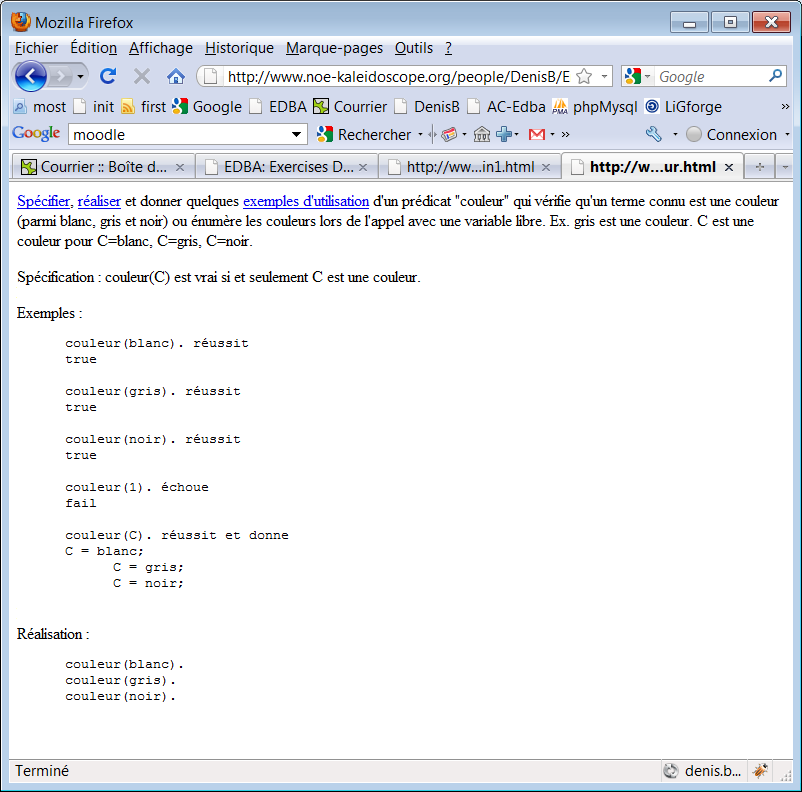 Mozilla Firefox
Fichier Édition Affichage Historique Marque-pages Outils ?
http://www.noe-kaleidoscope.org/people/DenisB/E Google
most init first Google EDBA Courrier DenisB AC-Edba phpMysql LiGforge »
Google moodle Rechercher » Connexion
Courrier :: Boîte d... EDBA: Exercises D... http://ww...in1.html http://w...ur.html
Spécifier, réaliser et donner quelques exemples d'utilisation d'un prédicat "couleur" qui vérifie qu'un terme connu est une couleur
(parmi blanc, gris et noir) ou énumère les couleurs lors de l'appel avec une variable libre. Ex. gris est une couleur. C est une
couleur pour C=blanc, C=gris, C=noir.
Spécification : couleur(C) est vrai si et seulement C est une couleur.
Exemples :
couleur(blanc). réussit
true
couleur(gris). réussit
true
couleur(noir). réussit
true
couleur(1). échoue
fail
couleur(C). réussit et donne
C = blanc;
C = gris;
C = noir;
Réalisation :
couleur(blanc).
couleur(gris).
couleur(noir).
Terminé denis.b...